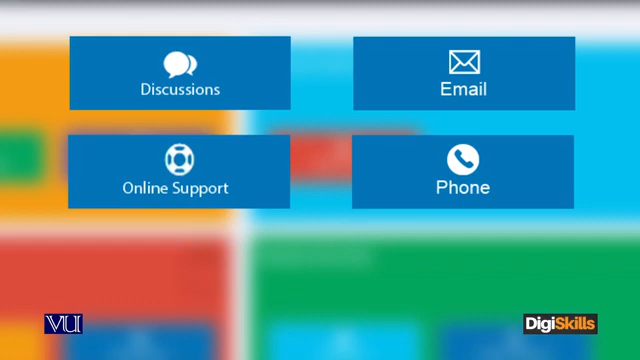 Discussions
Email
Online Support
Phone
VU
DigiSkills